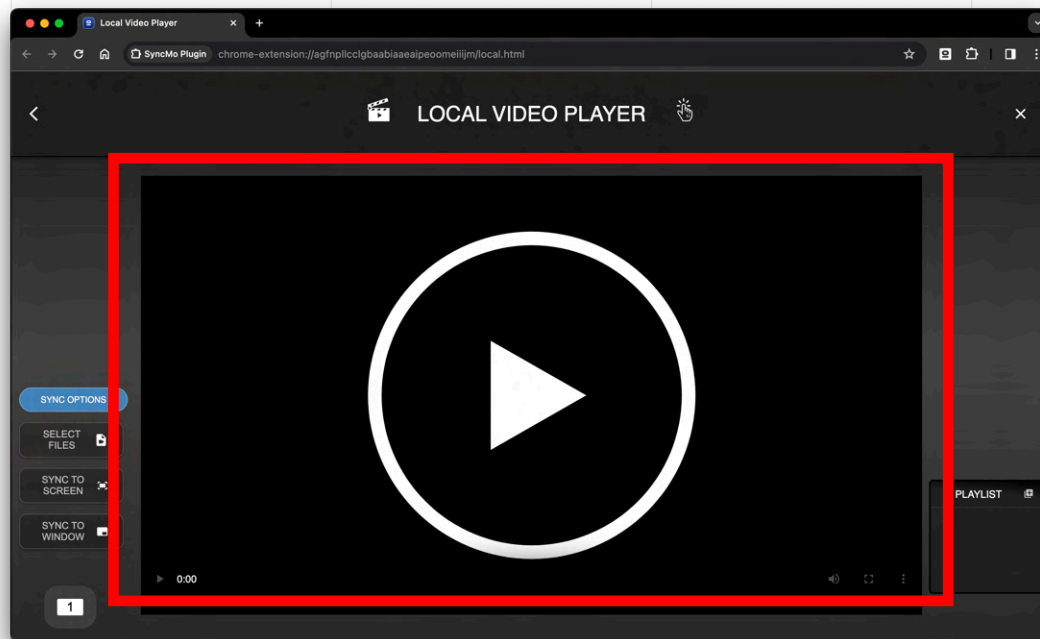 Local Video Player
SyncMo Plugin chrome-extension://agfnpllcclgbaabiaaeaipeoomeiiijm/local.html
LOCAL VIDEO PLAYER
SYNC OPTIONS
SELECT
FILES
SYNC TO
SCREEN
SYNC TO
WINDOW
PLAYLIST
0:00
1